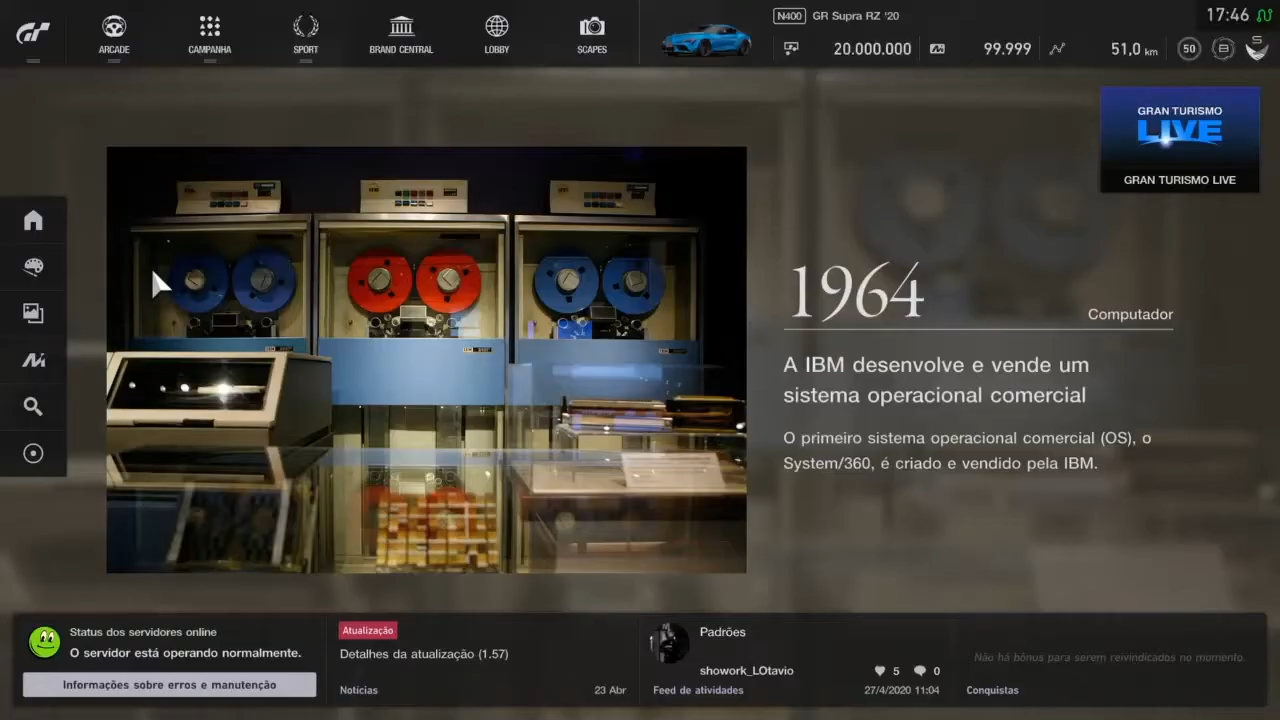 ARCADE
CAMPANHA
SPORT
BRAND CENTRAL
LOBBY
SCAPES
N400 GR Supra RZ '20
20.000.000
99.999
51,0 km
17:46
50
B
S
GRAN TURISMO
LIVE
GRAN TURISMO LIVE
1964
Computador
A IBM desenvolve e vende um
sistema operacional comercial
O primeiro sistema operacional comercial (OS), o
System/360, é criado e vendido pela IBM.
Status dos servidores online
O servidor está operando normalmente.
Informações sobre erros e manutenção
Atualização
Detalhes da atualização (1.57)
Notícias
23 Abr
Padrões
showork_LOtavio
5 0
Feed de atividades
27/4/2020 11:04
Não há bônus para serem reivindicados no momento.
Conquistas